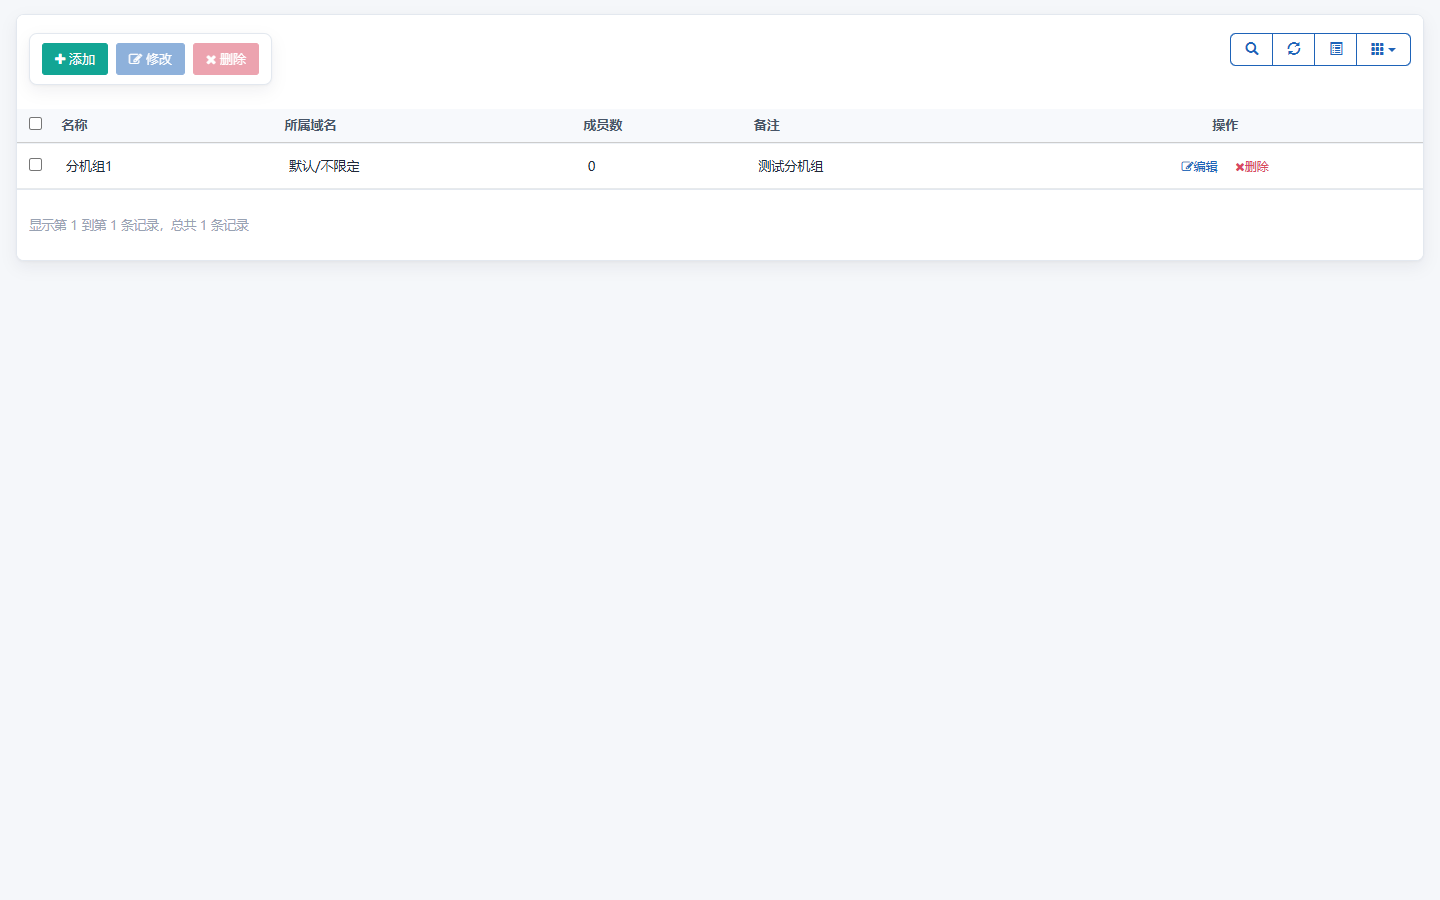 添加 修改 删除
名称 所属域名 成员数 备注 操作
分机组1 默认/不限定 0 测试分机组 编辑 删除
显示第 1 到第 1 条记录，总共 1 条记录